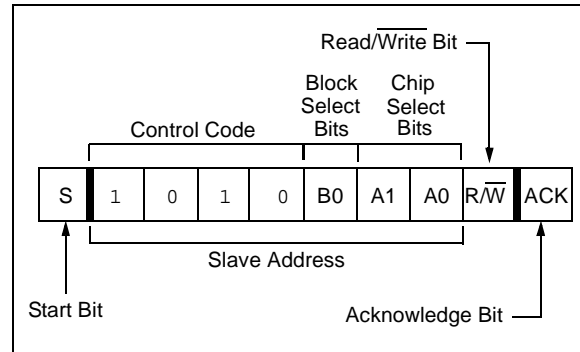 Read/Write Bit
Block
Select
Bits
Chip
Select
Bits
Control Code
S 1 0 1 0 B0 A1 A0 R/W ACK
Slave Address
Start Bit
Acknowledge Bit